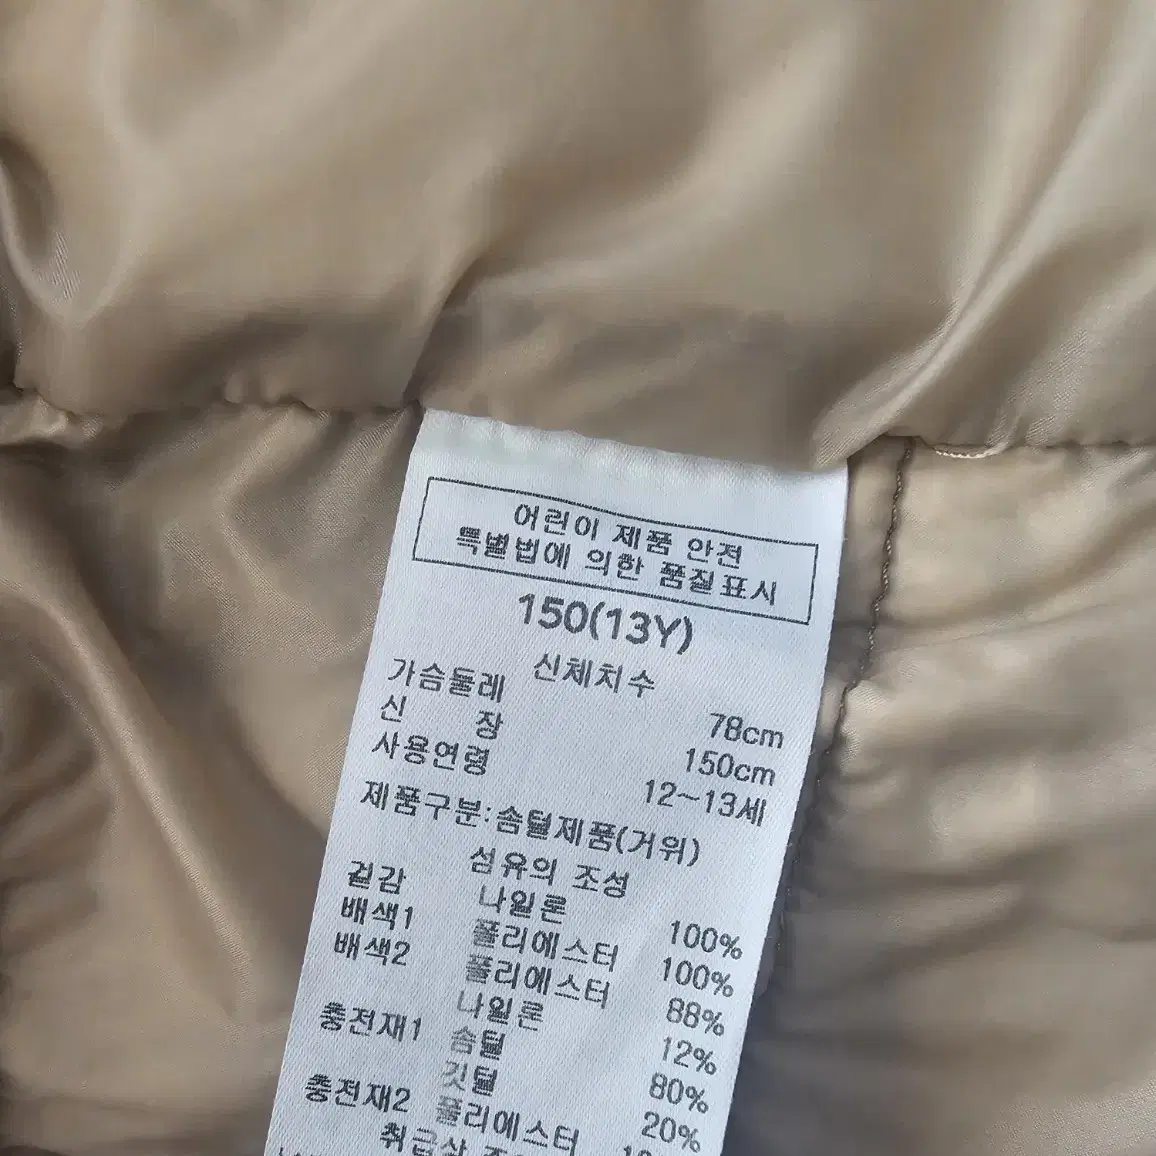 어린이 제품 안전
특별법에 의한 품질표시
150(13Y)
신체치수
가슴둘레 78cm
신 장 150cm
사용연령 12~13세
제품구분:솜털제품(거위)
섬유의 조성
겉감 나일론 100%
배색1 폴리에스터 100%
배색2 폴리에스터 88%
나일론 12%
충전재1 솜털 80%
깃털 20%
충전재2 폴리에스터
취급상